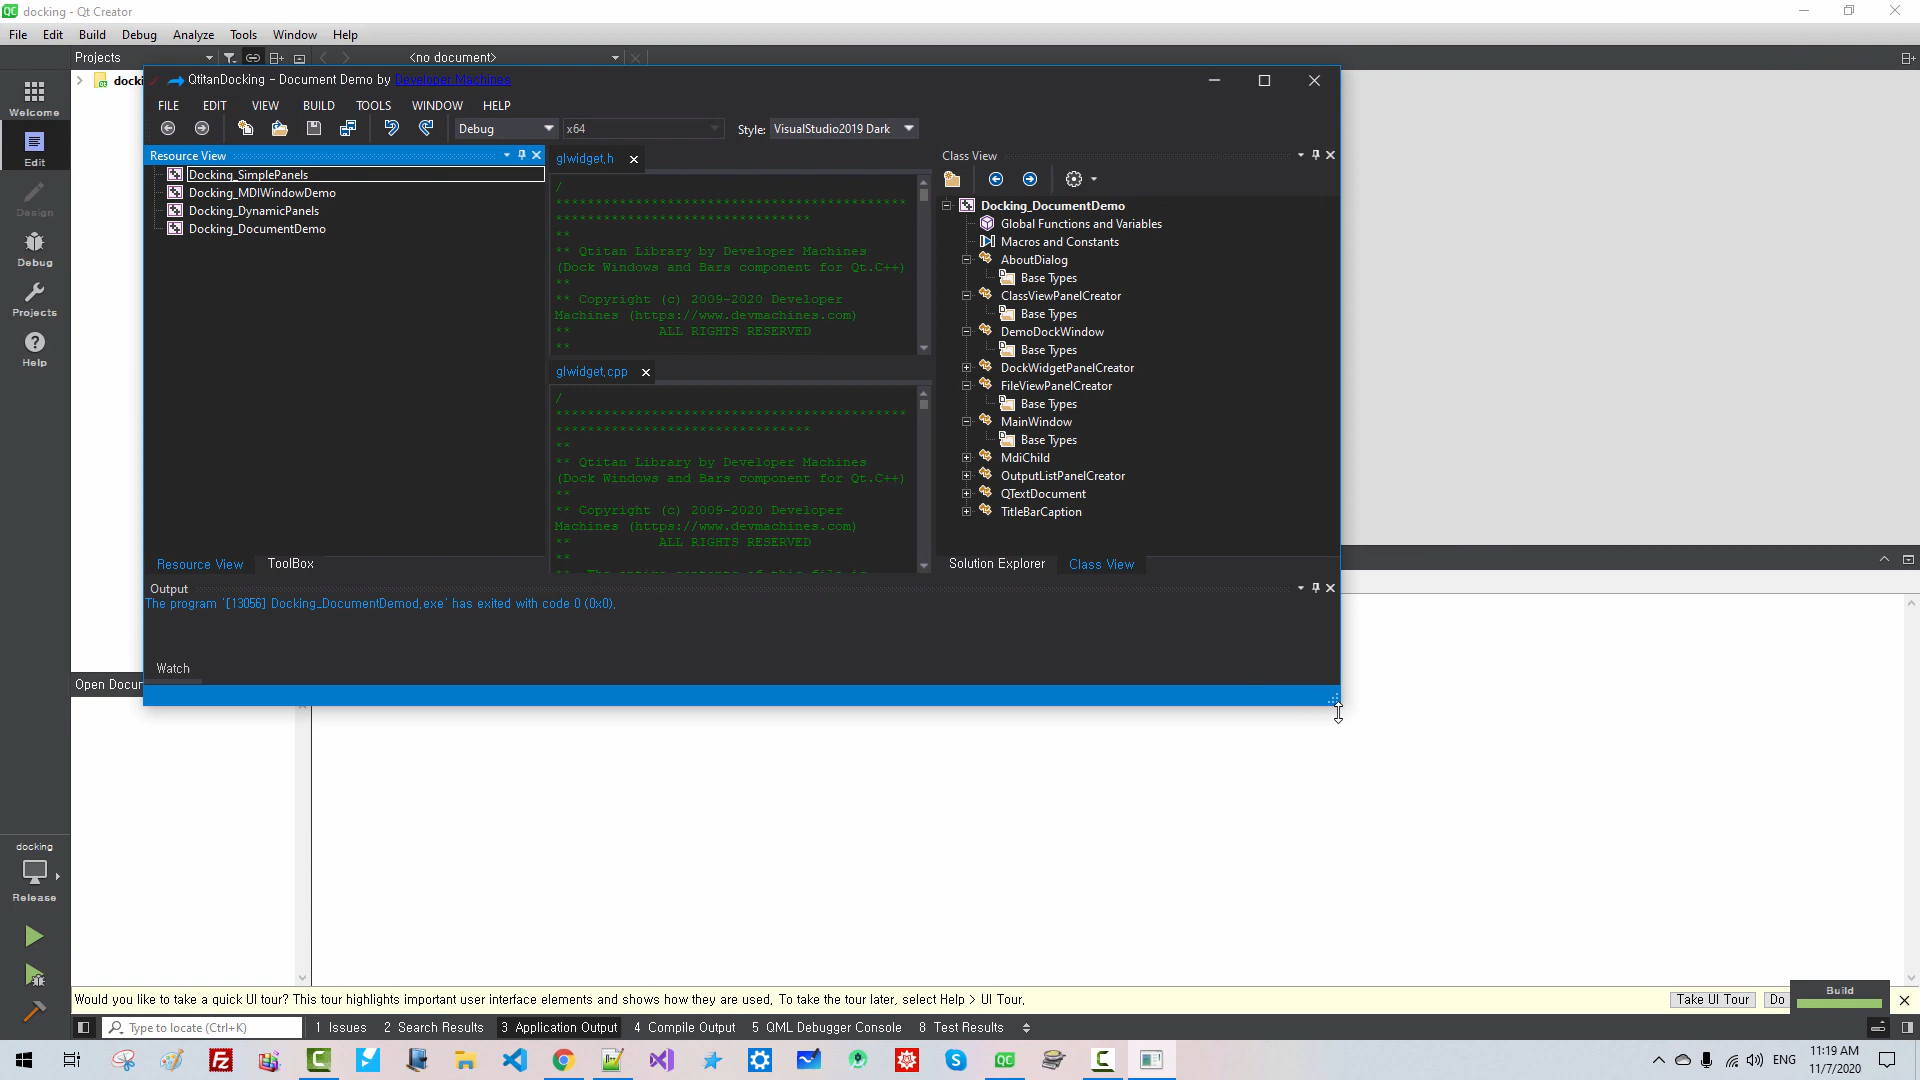 docking - Qt Creator
File Edit Build Debug Analyze Tools Window Help
Projects <no document>
Welcome
Edit
Design
Debug
Projects
Help
docki
QtitanDocking - Document Demo by Developer Machines
FILE EDIT VIEW BUILD TOOLS WINDOW HELP
Debug x64 Style: VisualStudio2019 Dark
Resource View
Docking_SimplePanels
Docking_MDIWindowDemo
Docking_DynamicPanels
Docking_DocumentDemo
Resource View ToolBox
glwidget.h
/
********************************************
********************************
**
** Qtitan Library by Developer Machines
(Dock Windows and Bars component for Qt.C++)
**
** Copyright (c) 2009-2020 Developer
Machines (https://www.devmachines.com)
** ALL RIGHTS RESERVED
**
glwidget.cpp
/
********************************************
********************************
**
** Qtitan Library by Developer Machines
(Dock Windows and Bars component for Qt.C++)
**
** Copyright (c) 2009-2020 Developer
Machines (https://www.devmachines.com)
** ALL RIGHTS RESERVED
**
** The entire contents of this file is
Class View
Docking_DocumentDemo
Global Functions and Variables
Macros and Constants
AboutDialog
Base Types
ClassViewPanelCreator
Base Types
DemoDockWindow
Base Types
DockWidgetPanelCreator
FileViewPanelCreator
Base Types
MainWindow
Base Types
MdiChild
OutputListPanelCreator
QTextDocument
TitleBarCaption
Solution Explorer Class View
Output
The program '[13056] Docking_DocumentDemod.exe' has exited with code 0 (0x0).
Watch
Open Docur
docking
Release
Would you like to take a quick UI tour? This tour highlights important user interface elements and shows how they are used. To take the tour later, select Help > UI Tour.
Take UI Tour Do
Build
Type to locate (Ctrl+K) 1 Issues 2 Search Results 3 Application Output 4 Compile Output 5 QML Debugger Console 8 Test Results
ENG
11:19 AM
11/7/2020